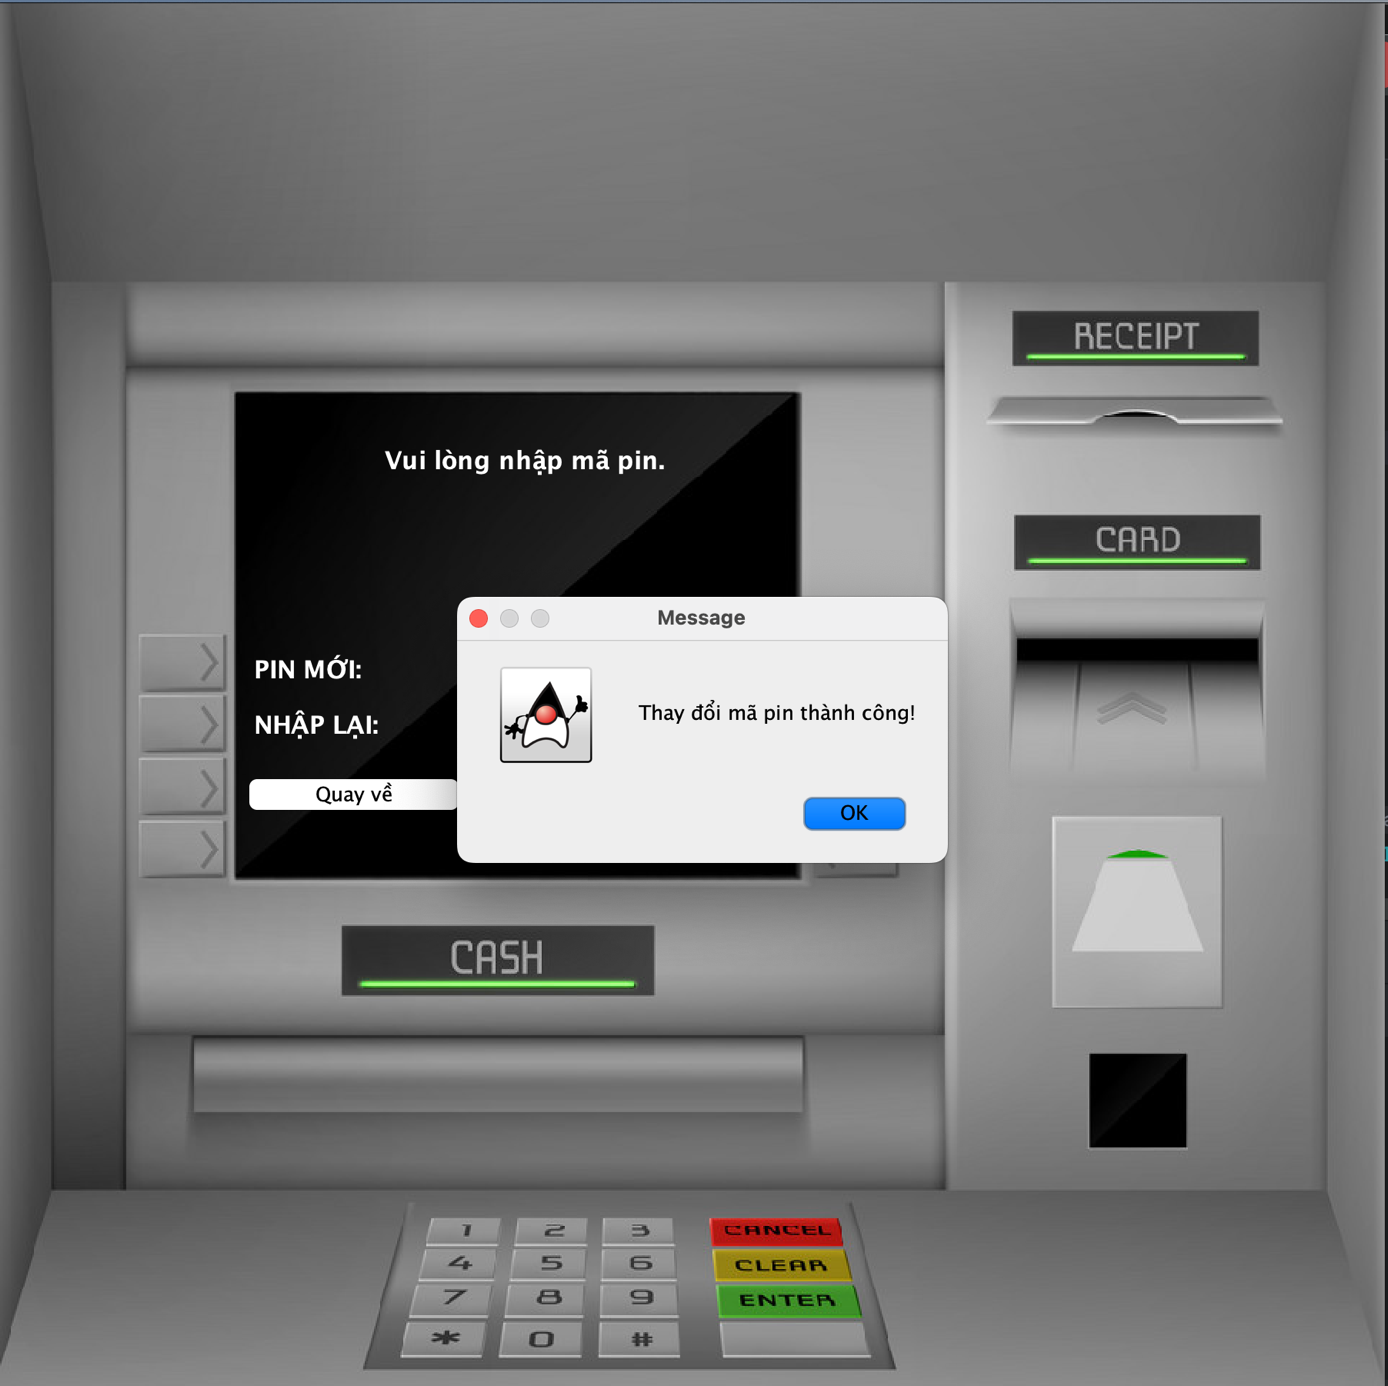 RECEIPT
Vui lòng nhập mã pin.
CARD
Message
PIN MỚI:
Thay đổi mã pin thành công!
NHẬP LẠI:
Quay về
OK
CASH
1 2 3 CANCEL
4 5 6 CLEAR
7 8 9 ENTER
* 0 #